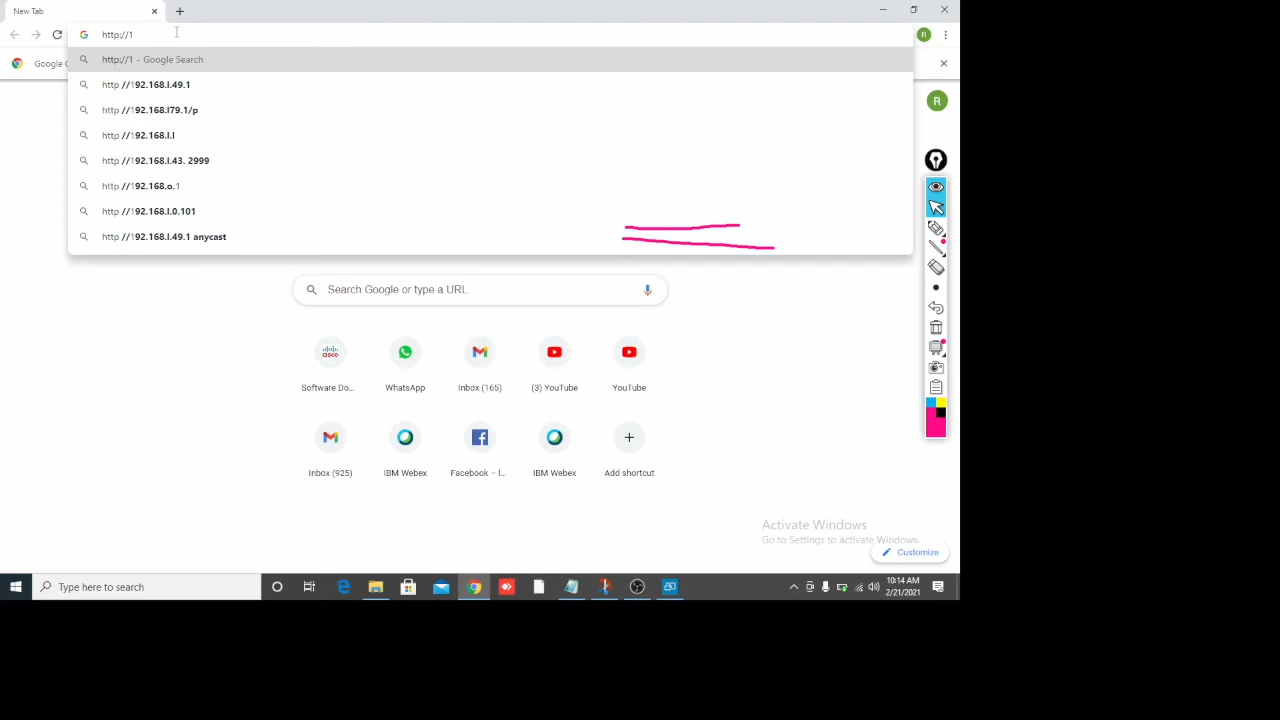 New Tab
http://1
Google
R
http://1 - Google Search
http //192.168.l.49.1
http //192.168.l79.1/p
R
http //192.168.l.l
http //192.168.l.43. 2999
http //192.168.o.1
http //192.168.l.0.101
http //192.168.l.49.1 anycast
Search Google or type a URL
cisco
Software Do...
WhatsApp
Inbox (165)
(3) YouTube
YouTube
Inbox (925)
IBM Webex
Facebook – l...
IBM Webex
Add shortcut
Activate Windows
Go to Settings to activate Windows.
Customize
Type here to search
10:14 AM
2/21/2021